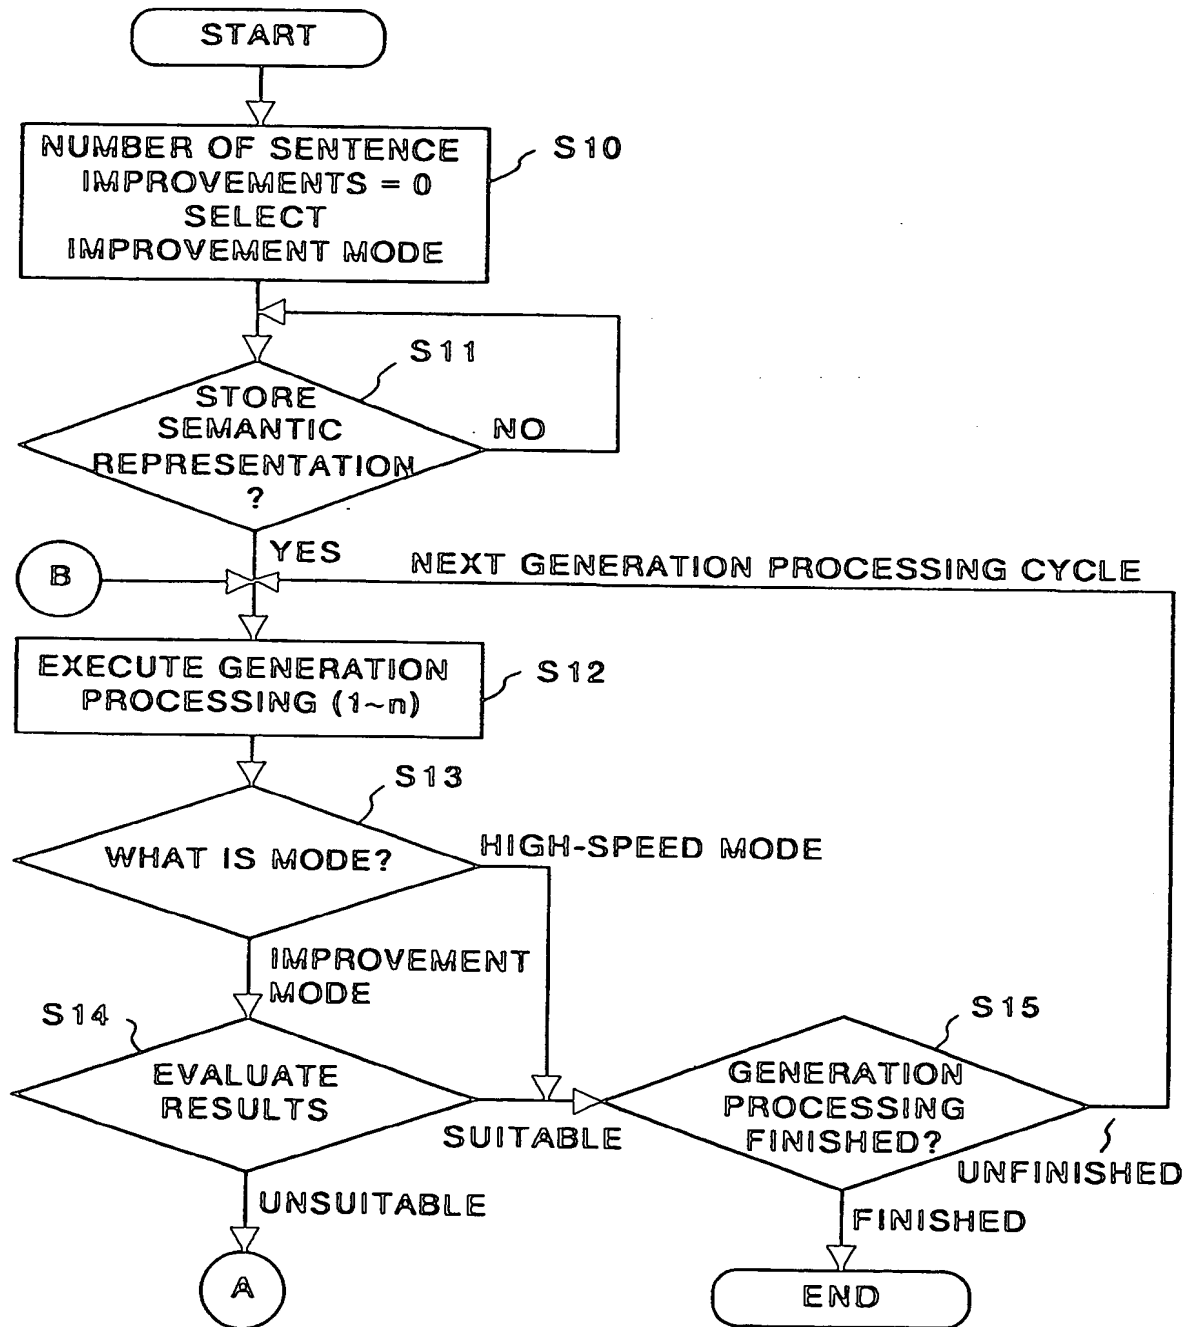 START
NUMBER OF SENTENCE
IMPROVEMENTS = 0
SELECT
IMPROVEMENT MODE
S10
S11
STORE
SEMANTIC
REPRESENTATION
?
NO
YES
B
NEXT GENERATION PROCESSING CYCLE
EXECUTE GENERATION
PROCESSING (1~n)
S12
S13
WHAT IS MODE?
HIGH-SPEED MODE
IMPROVEMENT
MODE
S14
EVALUATE
RESULTS
SUITABLE
S15
GENERATION
PROCESSING
FINISHED?
UNFINISHED
UNSUITABLE
FINISHED
A
END